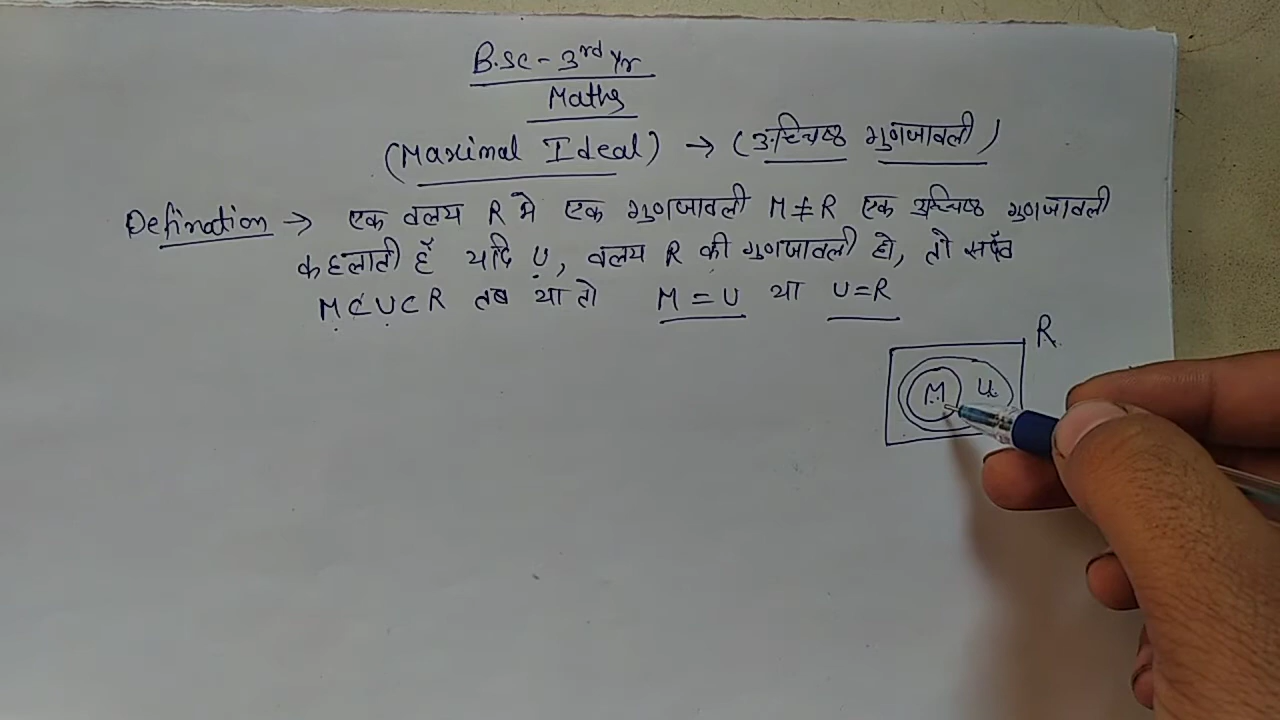 B.Sc - 3rd Yr
Maths
(Maximal Ideal) → (उच्चिष्ठ गुणजावली)
Defination → एक वलय R मे एक गुणजावली M ≠ R एक उच्चिष्ठ गुणजावली
कहलाती हैं यदि U, वलय R की गुणजावली हो, तो सदैव
M ⊂ U ⊂ R तब या तो M = U या U = R
R
M U